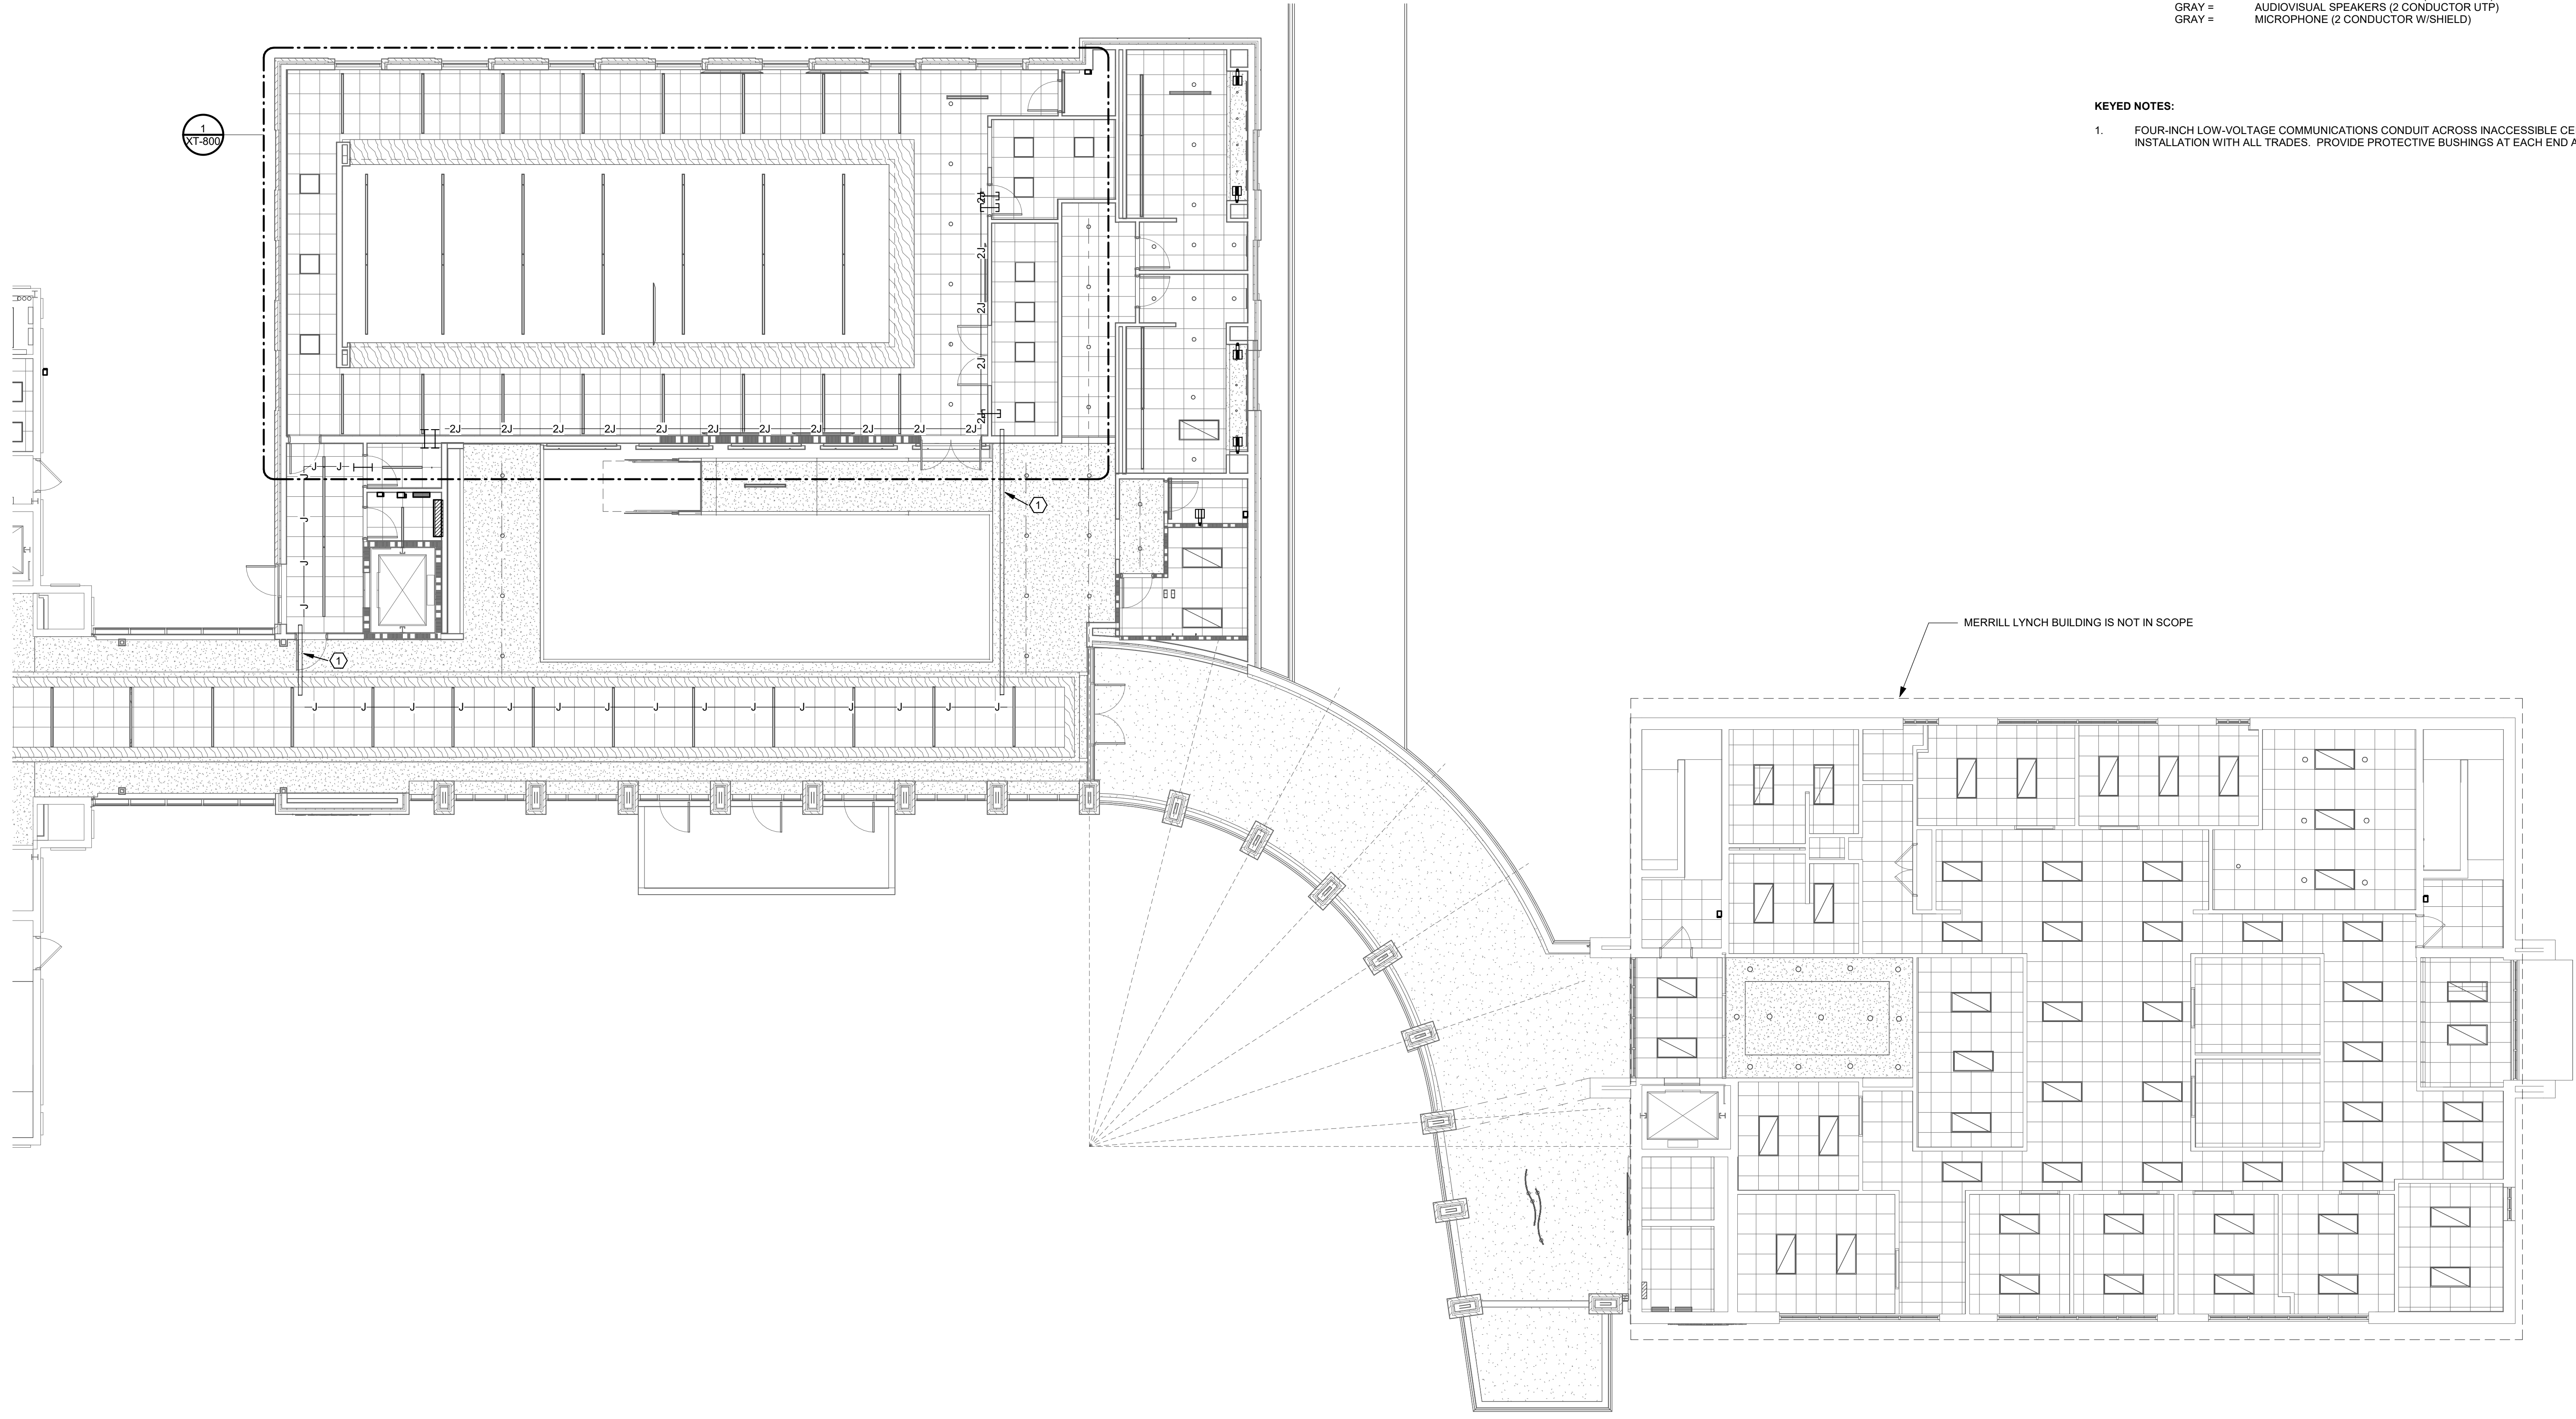 GRAY = AUDIOVISUAL SPEAKERS (2 CONDUCTOR UTP)
GRAY = MICROPHONE (2 CONDUCTOR W/SHIELD)
KEYED NOTES:
1. FOUR-INCH LOW-VOLTAGE COMMUNICATIONS CONDUIT ACROSS INACCESSIBLE CE
INSTALLATION WITH ALL TRADES. PROVIDE PROTECTIVE BUSHINGS AT EACH END A
1
XT-800
2J
2J
2J
2J
2J
2J
2J 2J 2J 2J 2J 2J 2J 2J 2J 2J 2J
J J
J
J
J
J
1
1
MERRILL LYNCH BUILDING IS NOT IN SCOPE
J J J J J J J J J J J J J J J